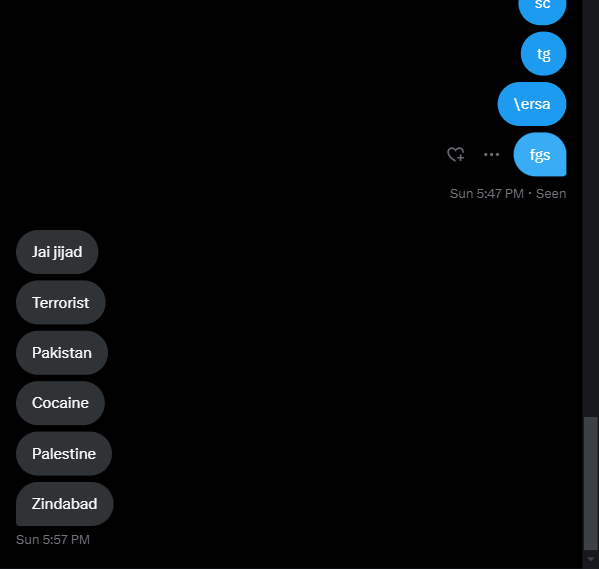 sc
tg
\ersa
fgs
Sun 5:47 PM · Seen
Jai jijad
Terrorist
Pakistan
Cocaine
Palestine
Zindabad
Sun 5:57 PM